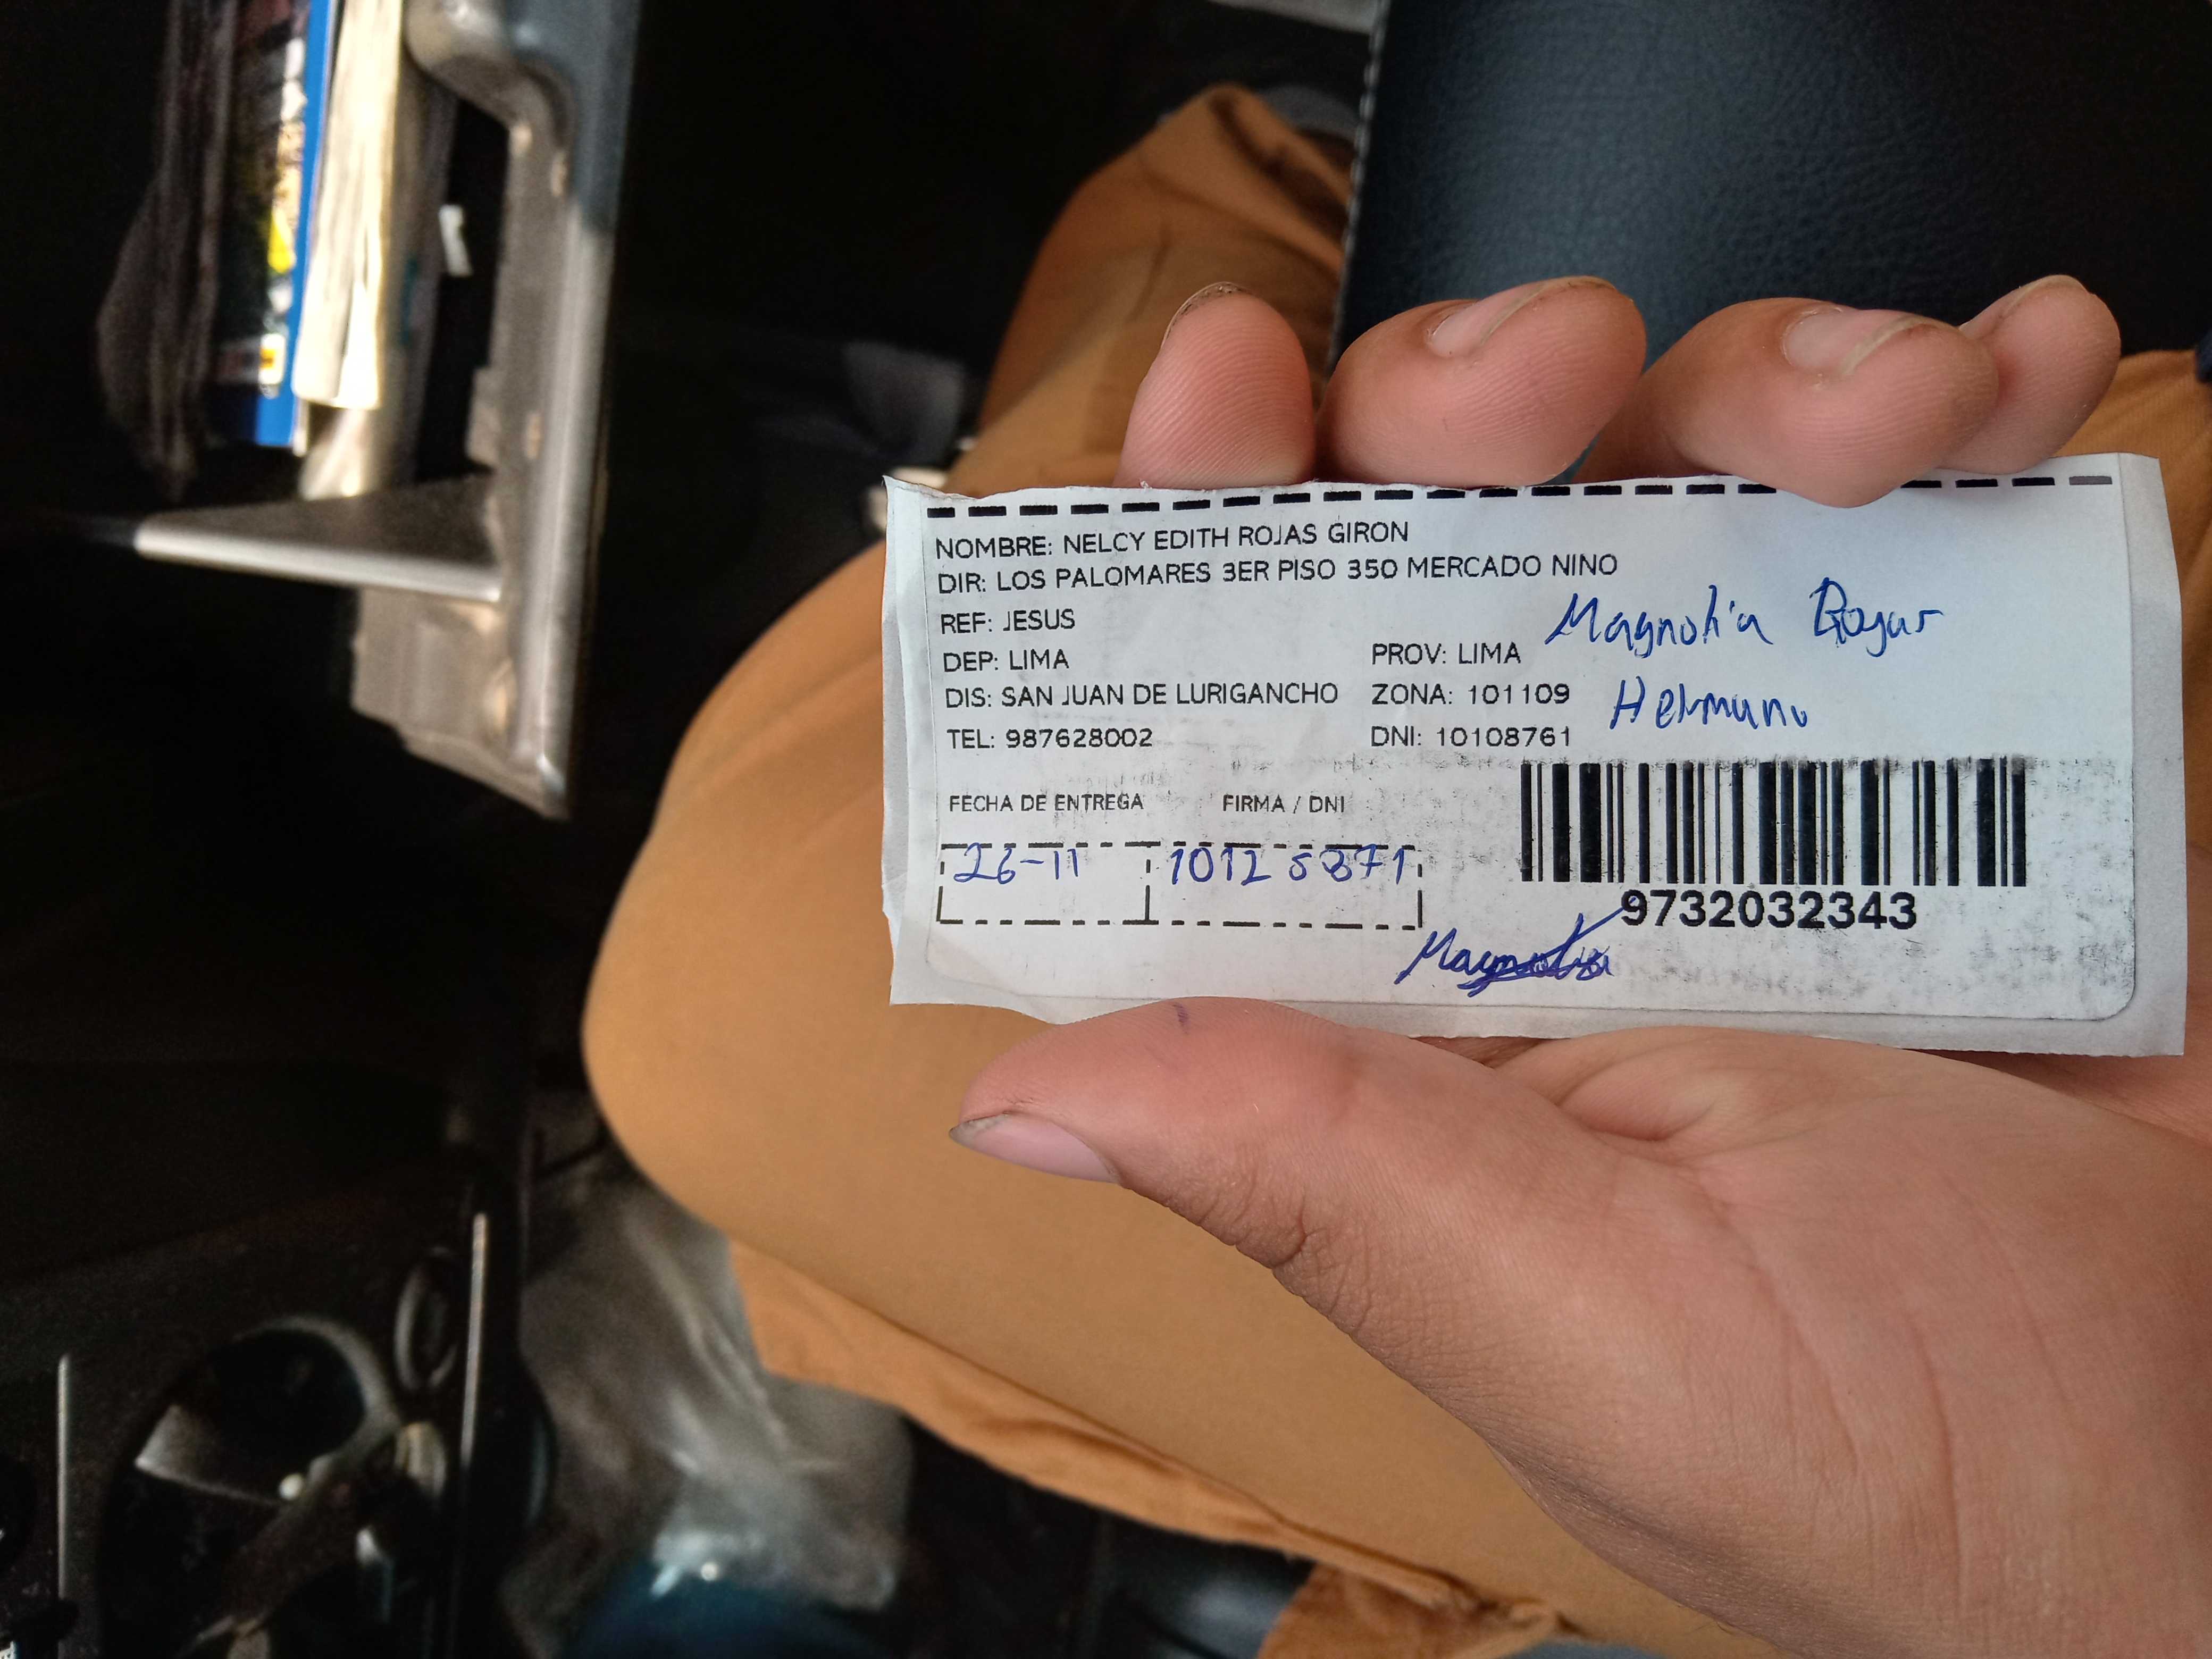 NOMBRE: NELCY EDITH ROJAS GIRON
DIR: LOS PALOMARES 3ER PISO 350 MERCADO NINO
REF: JESUS
Magnolia Rojas
DEP: LIMA PROV: LIMA
DIS: SAN JUAN DE LURIGANCHO ZONA: 101109
Hermano
TEL: 987628002 DNI: 10108761
FECHA DE ENTREGA FIRMA / DNI
26-11 10125871
9732032343
Magnolia